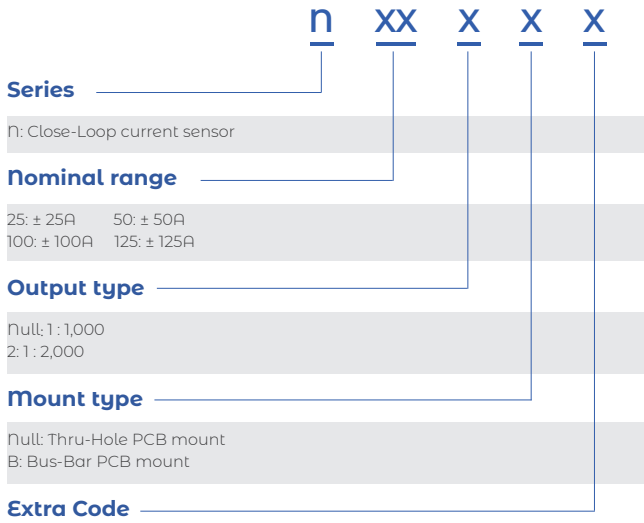 n xx x x x
Series
N: Close-Loop current sensor
Nominal range
25: ± 25A 50: ± 50A
100: ± 100A 125: ± 125A
Output type
Null: 1 : 1,000
2: 1 : 2,000
Mount type
Null: Thru-Hole PCB mount
B: Bus-Bar PCB mount
Extra Code